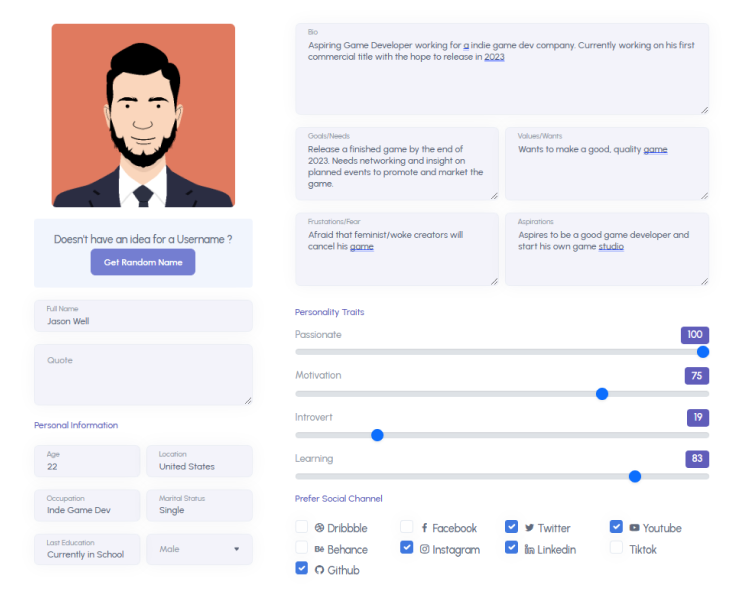 Bio
Aspiring Game Developer working for a indie game dev company. Currently working on his first
commercial title with the hope to release in 2023
Goals/Needs
Release a finished game by the end of
2023. Needs networking and insight on
planned events to promote and market the
game.
Values/Wants
Wants to make a good, quality game
Doesn't have an idea for a Username ?
Get Random Name
Frustations/Fear
Afraid that feminist/woke creators will
cancel his game
Aspirations
Aspires to be a good game developer and
start his own game studio
Full Name
Jason Well
Quote
Personal Information
Age
22
Location
United States
Occupation
Inde Game Dev
Marital Status
Single
Last Education
Currently in School
Male
Personality Traits
Passionate 100
Motivation 75
Introvert 19
Learning 83
Prefer Social Channel
Dribbble Facebook Twitter Youtube
Behance Instagram Linkedin Tiktok
Github